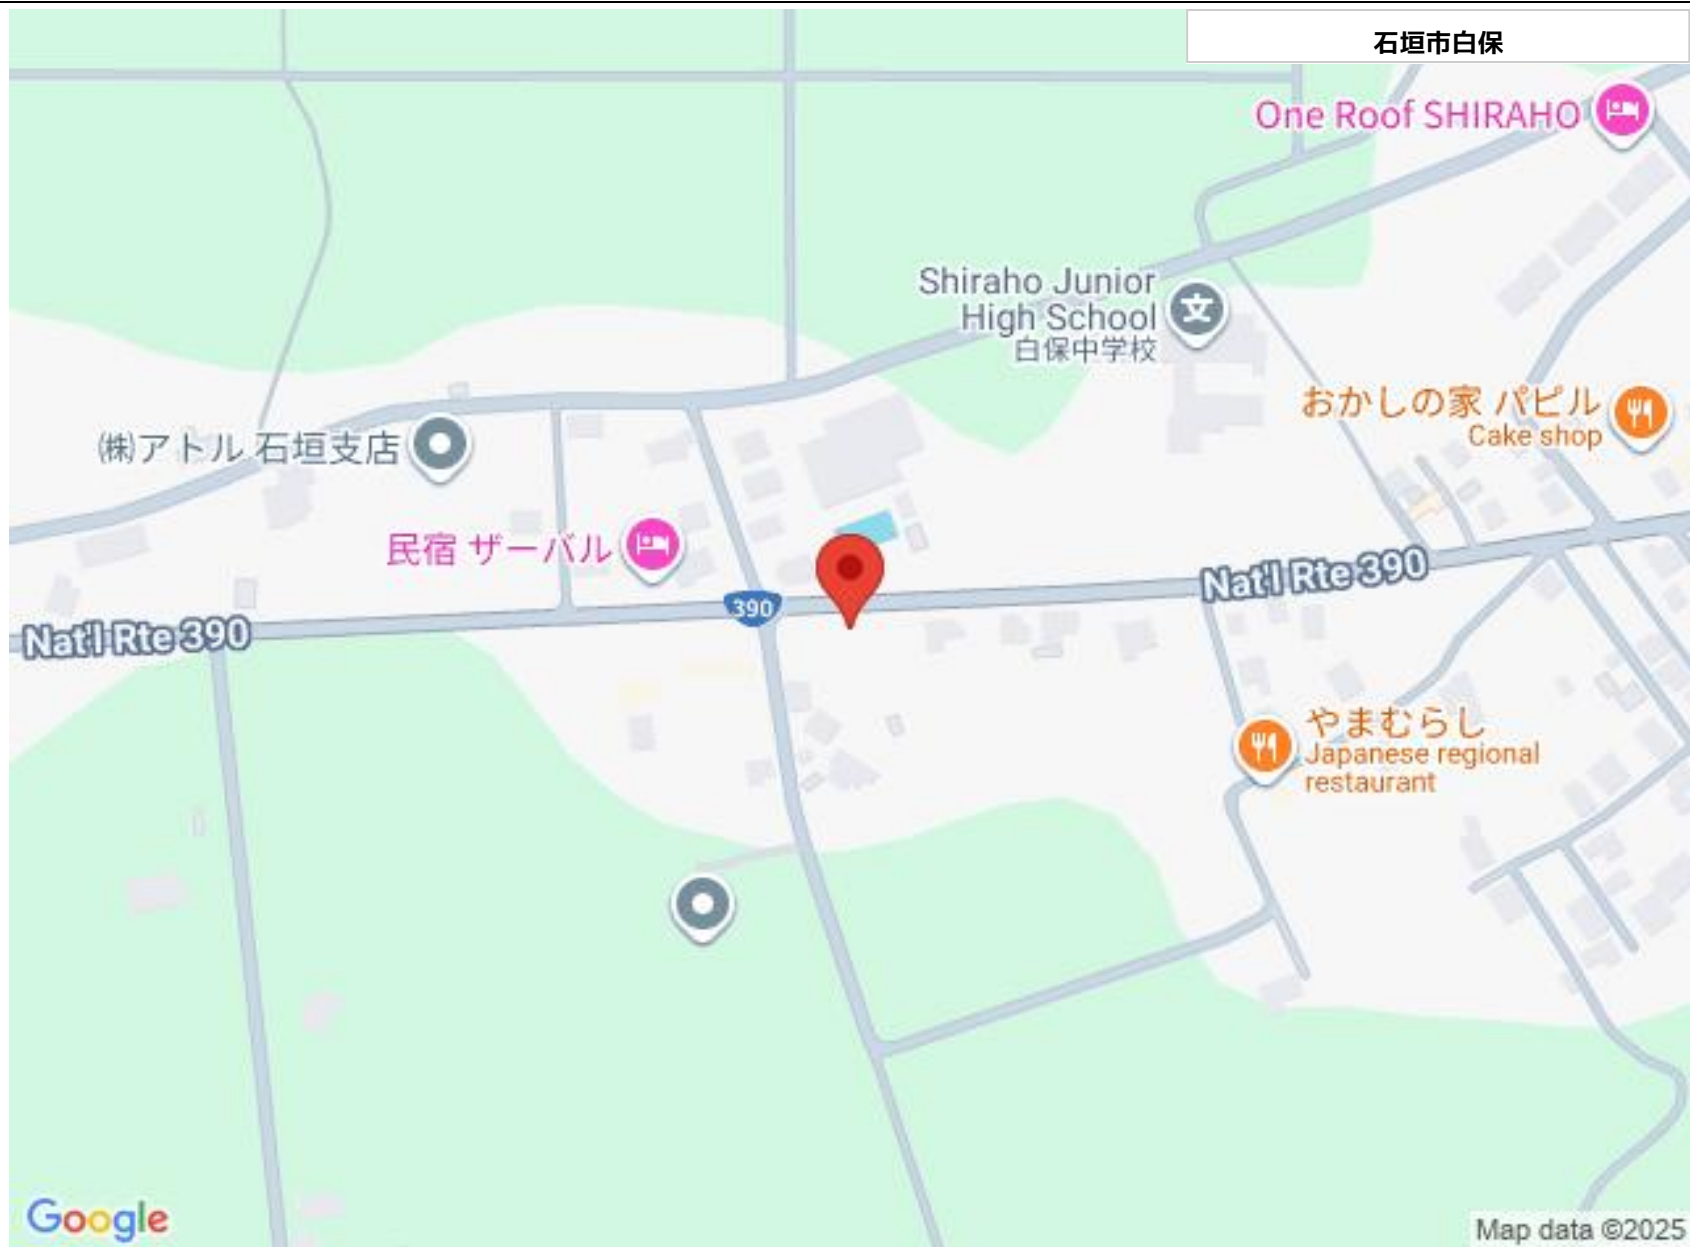 石垣市白保
One Roof SHIRAHO
Shiraho Junior
High School
白保中学校
文
おかしの家 パピル
Cake shop
㈱アトル 石垣支店
民宿 ザーバル
390
Nat'l Rte 390
Nat'l Rte 390
やまむらし
Japanese regional
restaurant
Google
Map data ©2025